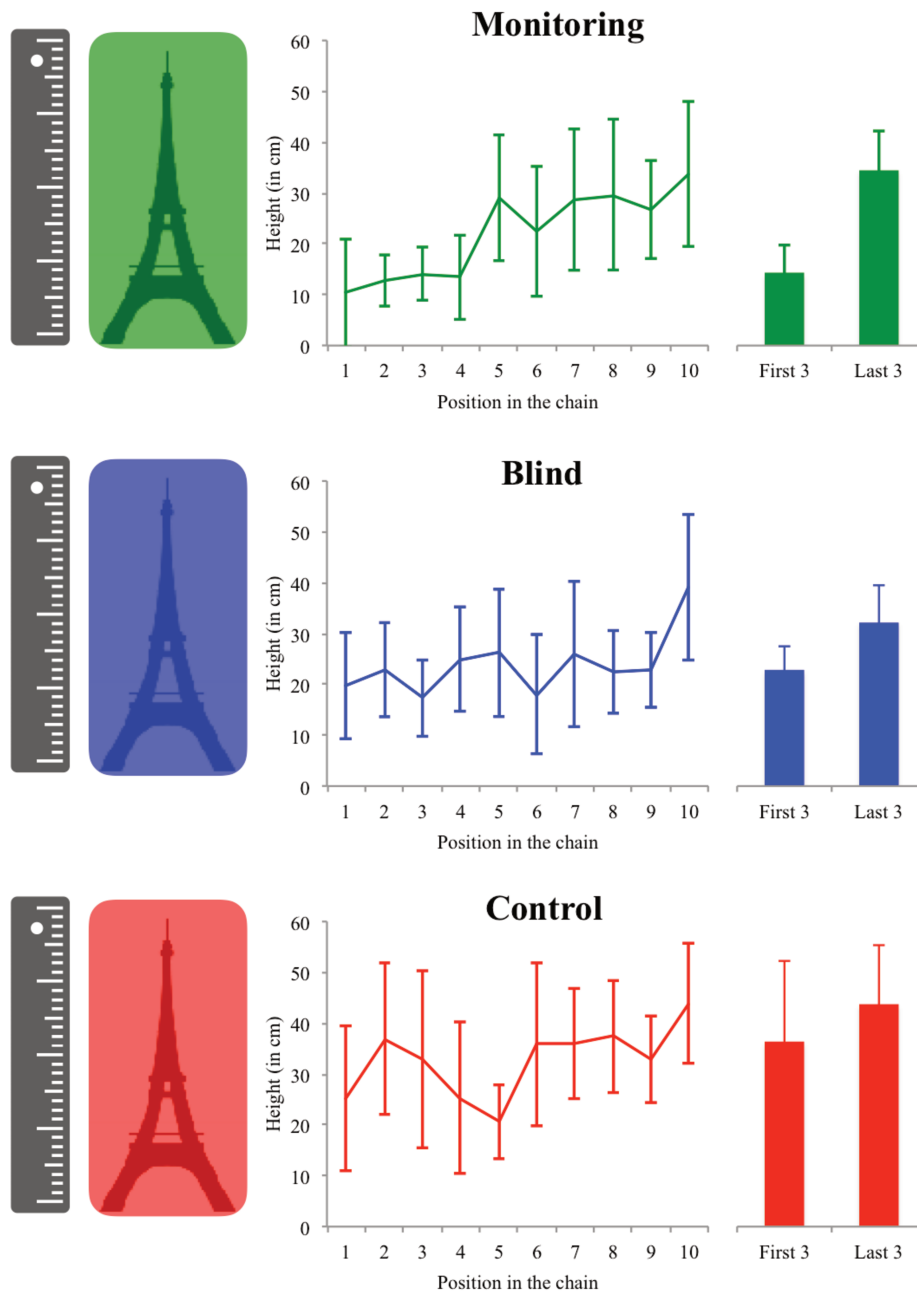 Monitoring
60
50
40
30
20
10
0
Height (in cm)
1 2 3 4 5 6 7 8 9 10
Position in the chain
First 3 Last 3
Blind
60
50
40
30
20
10
0
Height (in cm)
1 2 3 4 5 6 7 8 9 10
Position in the chain
First 3 Last 3
Control
60
50
40
30
20
10
0
Height (in cm)
1 2 3 4 5 6 7 8 9 10
Position in the chain
First 3 Last 3